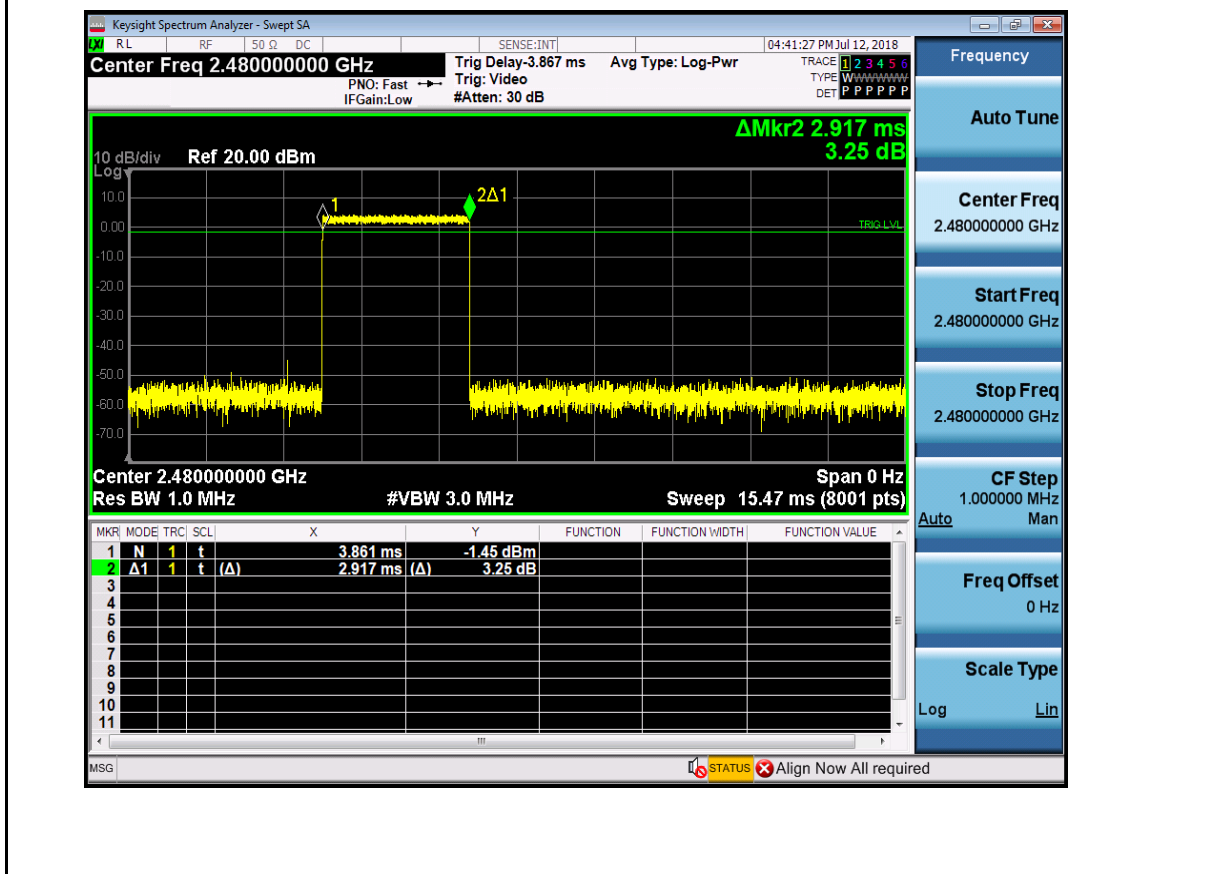 Keysight Spectrum Analyzer - Swept SA
LXI RL RF 50 Ω DC SENSE:INT 04:41:27 PM Jul 12, 2018
Center Freq 2.480000000 GHz
PNO: Fast
IFGain:Low
Trig Delay-3.867 ms
Trig: Video
#Atten: 30 dB
Avg Type: Log-Pwr
TRACE 1 2 3 4 5 6
TYPE WWWWWW
DET P P P P P P
ΔMkr2 2.917 ms
3.25 dB
10 dB/div Ref 20.00 dBm
Log
10.0
0.00
-10.0
-20.0
-30.0
-40.0
-50.0
-60.0
-70.0
1
2Δ1
TRIG LVL
Center 2.480000000 GHz Span 0 Hz
Res BW 1.0 MHz #VBW 3.0 MHz Sweep 15.47 ms (8001 pts)
MKR MODE TRC SCL X Y FUNCTION FUNCTION WIDTH FUNCTION VALUE
1 N 1 t 3.861 ms -1.45 dBm
2 Δ1 1 t (Δ) 2.917 ms (Δ) 3.25 dB
3
4
5
6
7
8
9
10
11
MSG STATUS Align Now All required
Frequency
Auto Tune
Center Freq
2.480000000 GHz
Start Freq
2.480000000 GHz
Stop Freq
2.480000000 GHz
CF Step
1.000000 MHz
Auto Man
Freq Offset
0 Hz
Scale Type
Log Lin